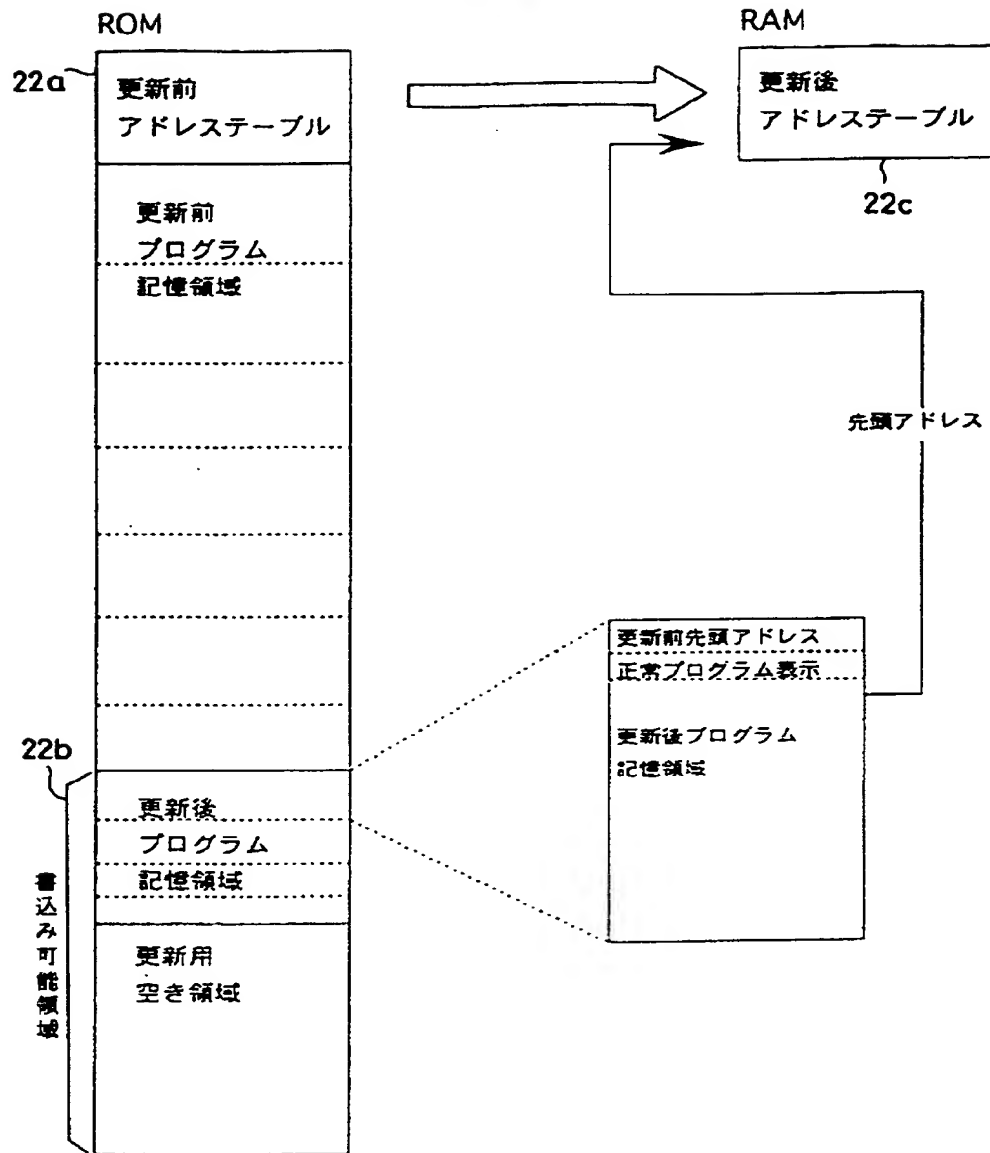 ROM
22a
更新前
アドレステーブル
更新前
プログラム
記憶領域
22b
書込み可能領域
更新後
プログラム
記憶領域
更新用
空き領域
RAM
更新後
アドレステーブル
22c
先頭アドレス
更新前先頭アドレス
正常プログラム表示
更新後プログラム
記憶領域